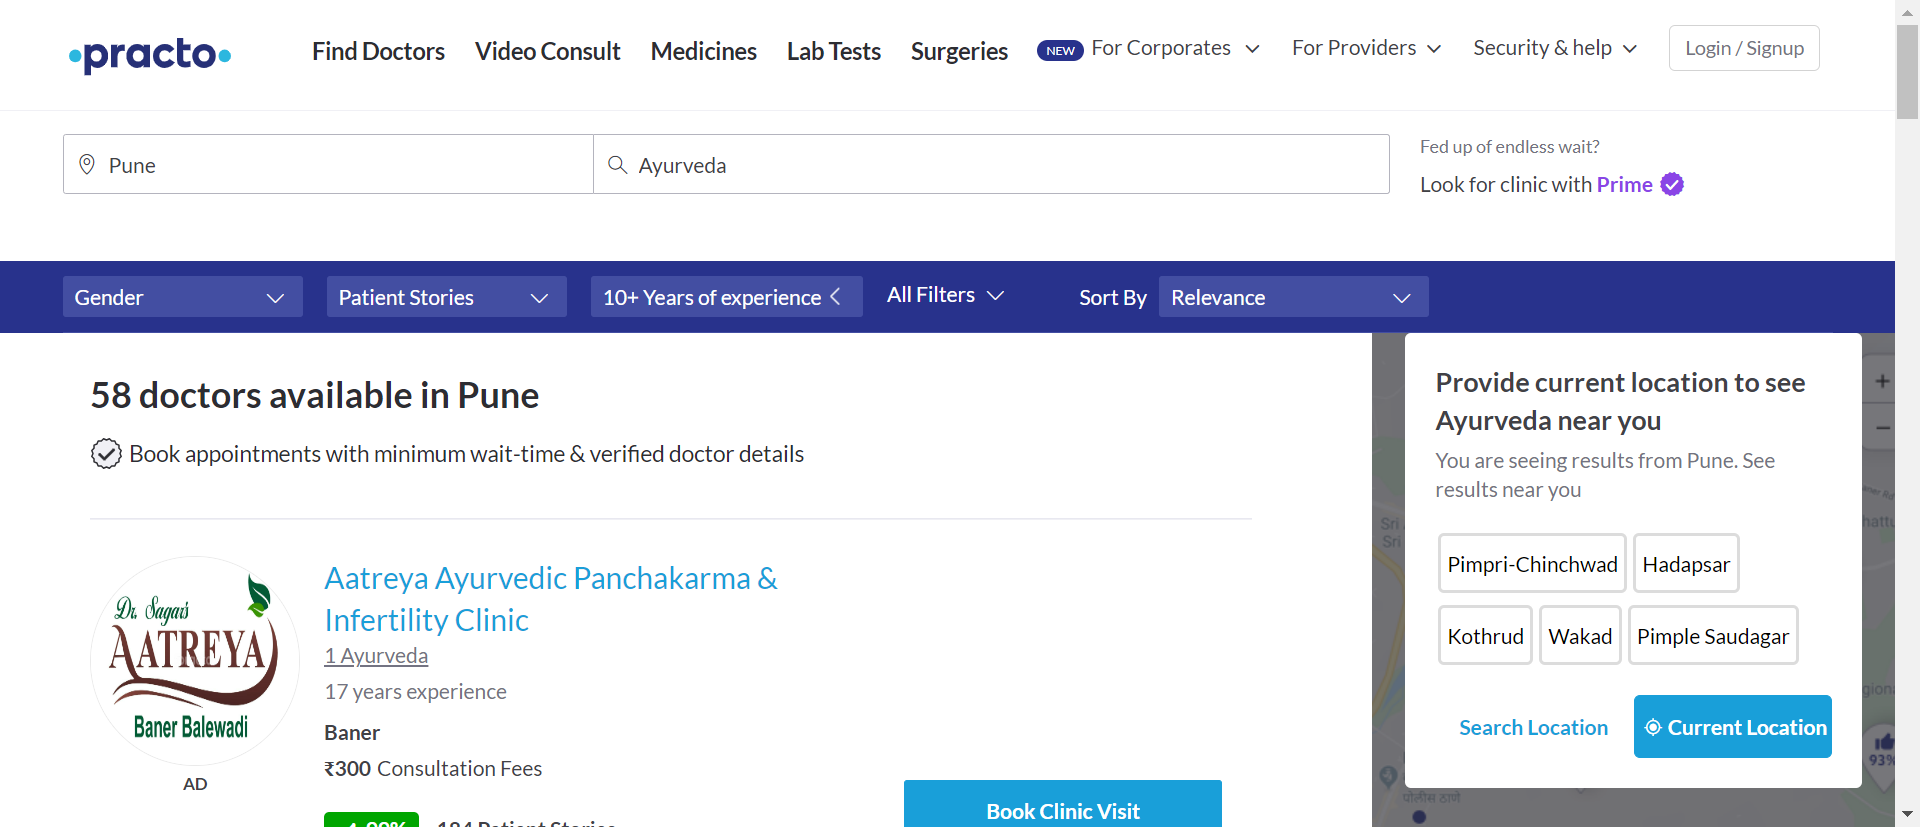 practo
Find Doctors
Video Consult
Medicines
Lab Tests
Surgeries
NEW
For Corporates
For Providers
Security & help
Login / Signup
Pune
Ayurveda
Fed up of endless wait?
Look for clinic with Prime
Gender
Patient Stories
10+ Years of experience
All Filters
Sort By
Relevance
58 doctors available in Pune
Book appointments with minimum wait-time & verified doctor details
Dr. Sagar's
AATREYA
Baner Balewadi
AD
Aatreya Ayurvedic Panchakarma &
Infertility Clinic
1 Ayurveda
17 years experience
Baner
₹300 Consultation Fees
99%
184 Patient Stories
Book Clinic Visit
Provide current location to see
Ayurveda near you
You are seeing results from Pune. See
results near you
Pimpri-Chinchwad
Hadapsar
Kothrud
Wakad
Pimple Saudagar
Search Location
Current Location
+
−
Sri
Sri
93%
पोलीस ठाणे